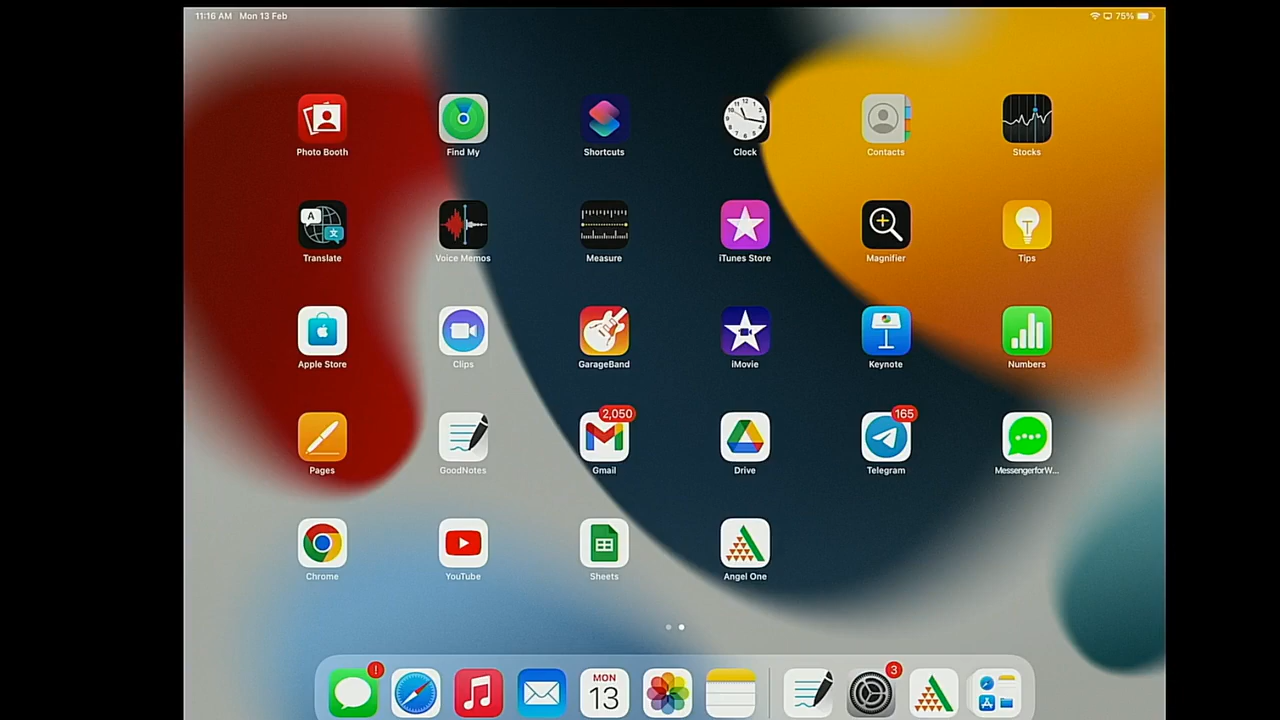 11:16 AM Mon 13 Feb
75%
Photo Booth
Find My
Shortcuts
Clock
Contacts
Stocks
Translate
Voice Memos
Measure
iTunes Store
Magnifier
Tips
Apple Store
Clips
GarageBand
iMovie
Keynote
Numbers
2,050
165
Pages
GoodNotes
Gmail
Drive
Telegram
MessengerforW...
Chrome
YouTube
Sheets
Angel One
!
MON
13
3